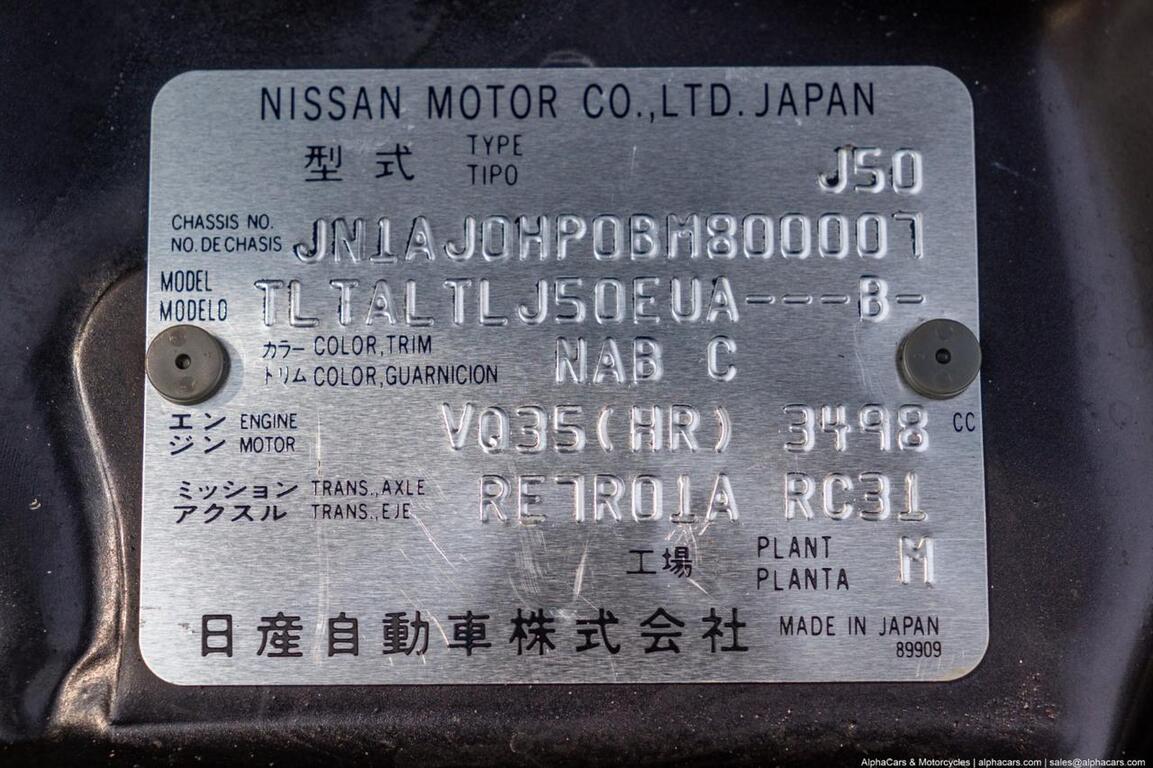 NISSAN MOTOR CO.,LTD. JAPAN
型式 TYPE J50
TIPO
CHASSIS NO. JN1AJ0HP0BM800007
NO. DE CHASIS
MODEL TLTALTLJ50EUA---B-
MODELO
カラー COLOR,TRIM NAB C
トリム COLOR,GUARNICION
エン ENGINE VQ35(HR) 3498 CC
ジン MOTOR
ミッション TRANS.,AXLE RE7R01A RC31
アクスル TRANS.,EJE
工場 PLANT M
PLANTA
日産自動車株式会社 MADE IN JAPAN
89909
AlphaCars & Motorcycles | alphacars.com | sales@alphacars.com